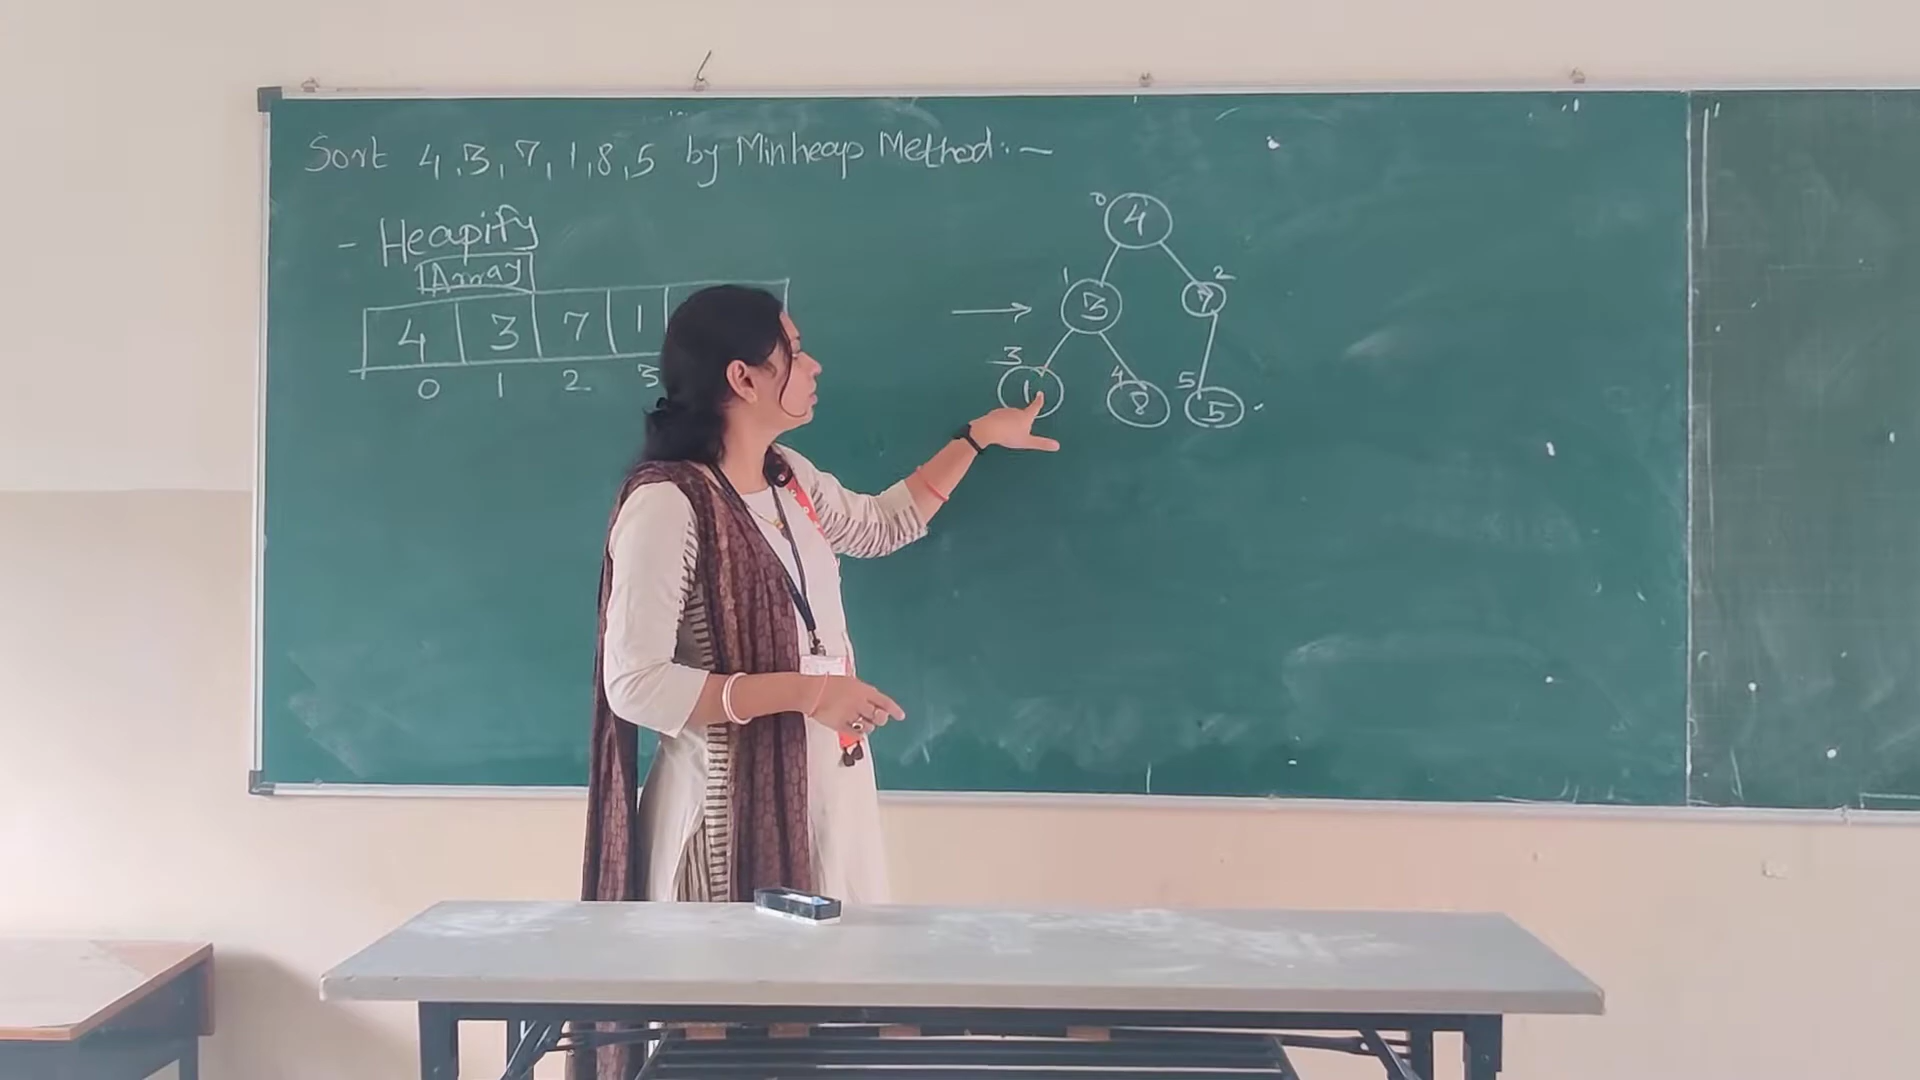 Sort 4,3,7,1,8,5 by Minheap Method:-
- Heapify
Array
4 3 7 1
0 1 2 3
0 4
1 3 2 7
3 1 4 8 5 5